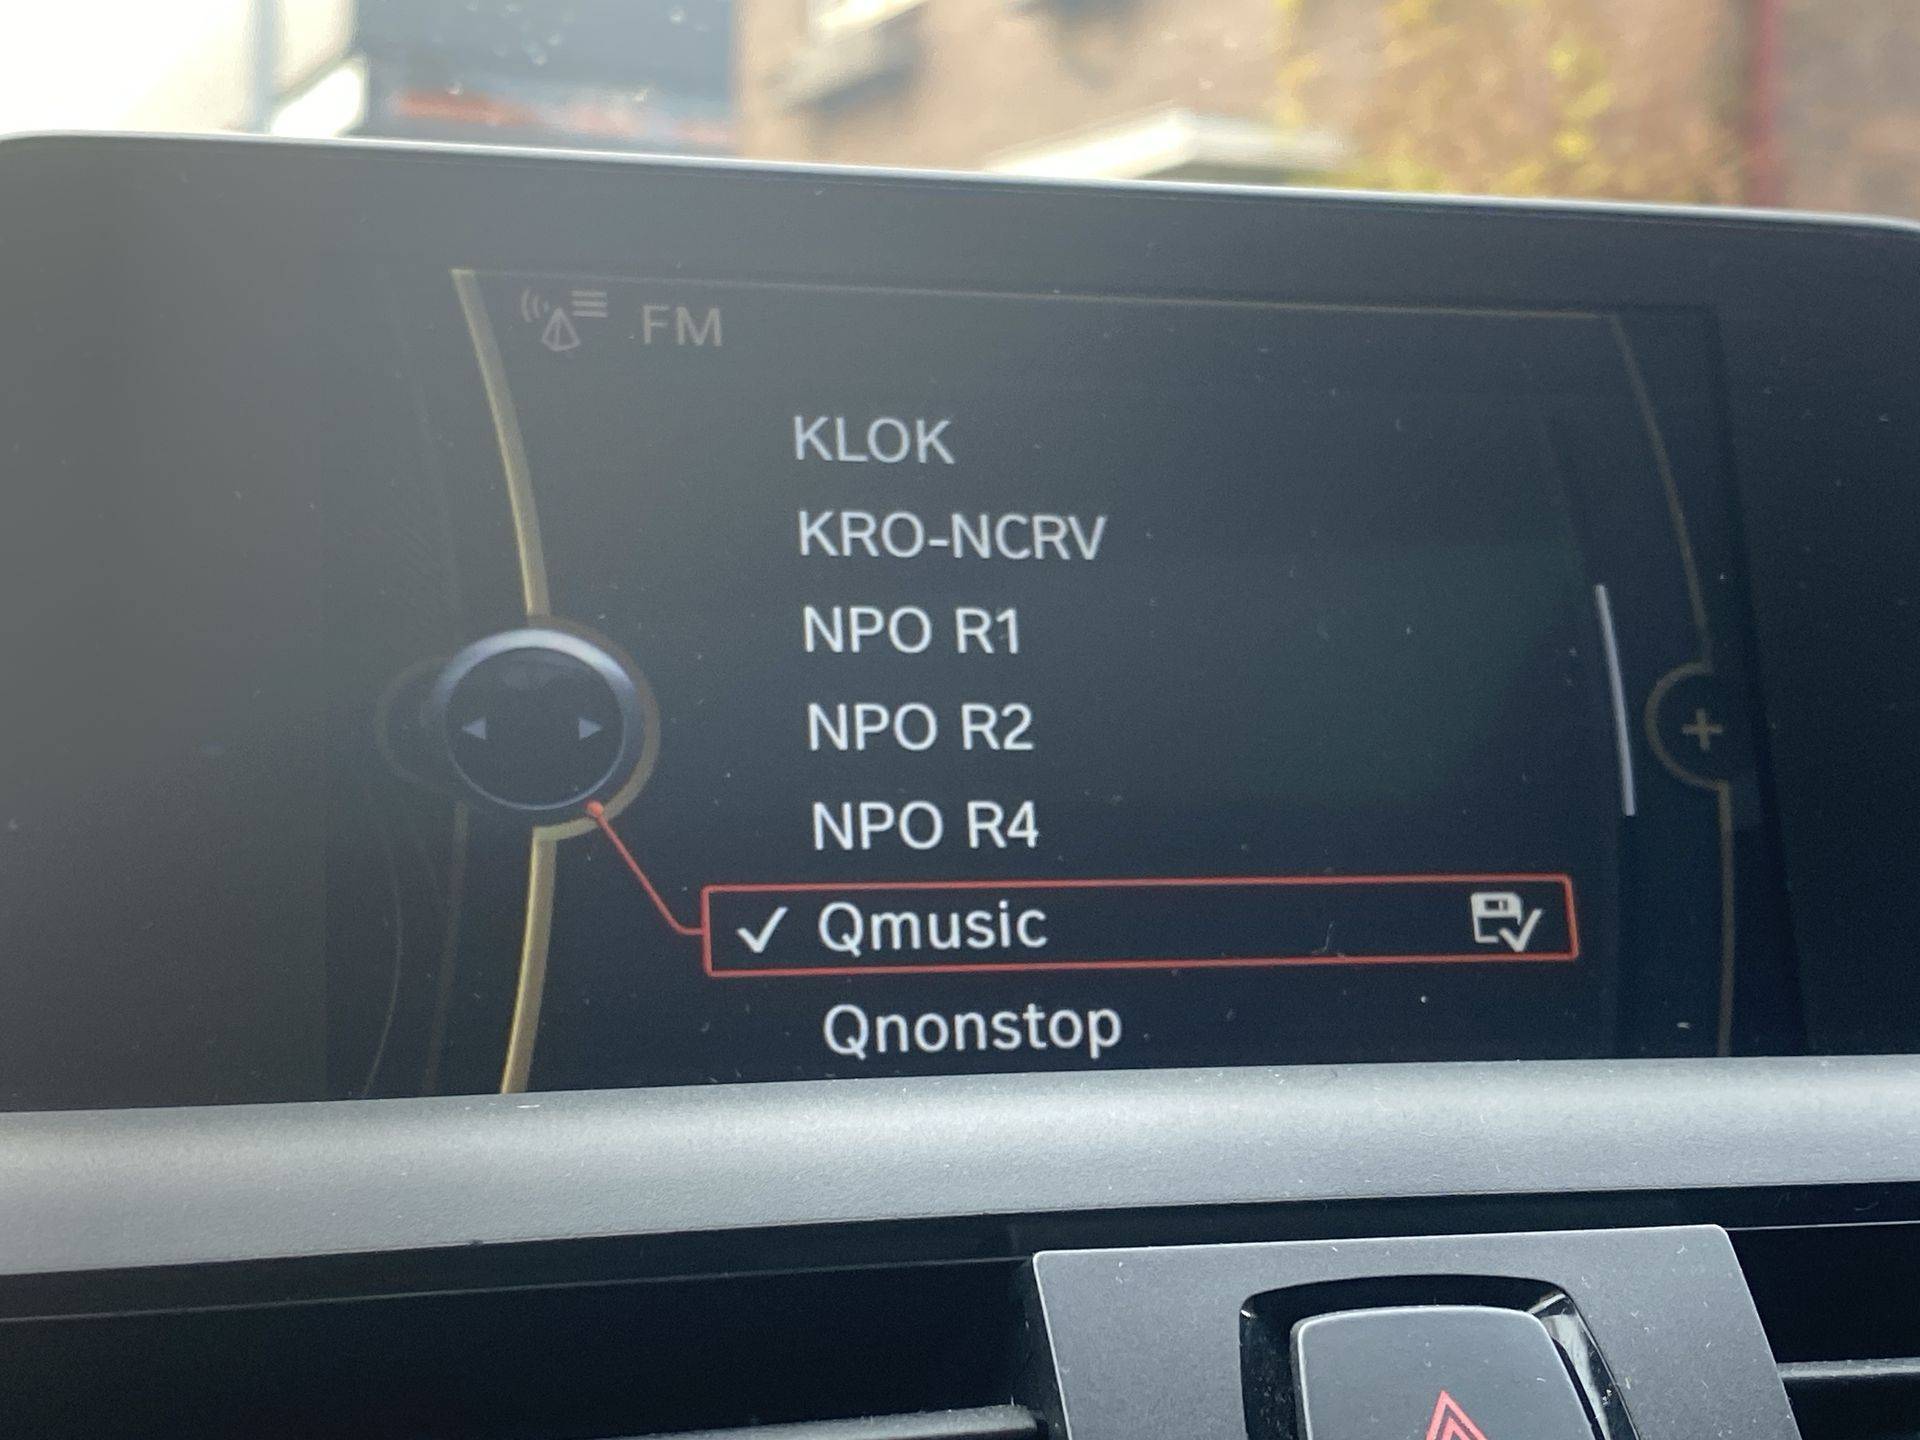 FM
KLOK
KRO-NCRV
NPO R1
NPO R2
NPO R4
Qmusic
Qnonstop